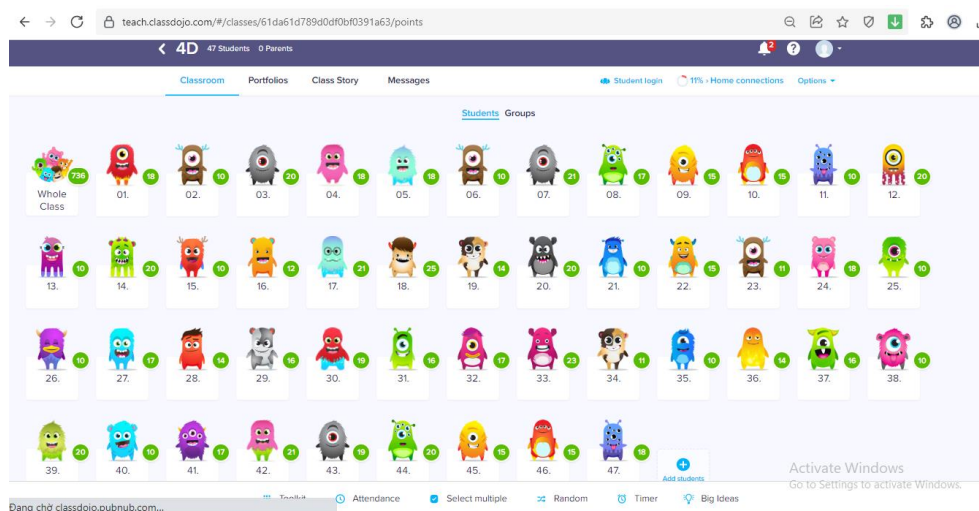 teach.classdojo.com/#/classes/61da61d789d0df0bf0391a63/points
4D 47 Students 0 Parents 2 ?
Classroom Portfolios Class Story Messages Student login 11% › Home connections Options
Students Groups
736 18 10 20 18 18 10 21 17 15 15 10 20
Whole Class 01. 02. 03. 04. 05. 06. 07. 08. 09. 10. 11. 12.
10 20 10 12 21 25 14 20 10 15 11 18 10
13. 14. 15. 16. 17. 18. 19. 20. 21. 22. 23. 24. 25.
10 17 14 16 19 16 17 23 11 10 14 16 10
26. 27. 28. 29. 30. 31. 32. 33. 34. 35. 36. 37. 38.
20 10 17 21 19 20 15 15 18
39. 40. 41. 42. 43. 44. 45. 46. 47. Add students
Activate Windows
Go to Settings to activate Windows.
Toolkit Attendance Select multiple Random Timer Big Ideas
Đang chờ classdojo.pubnub.com...